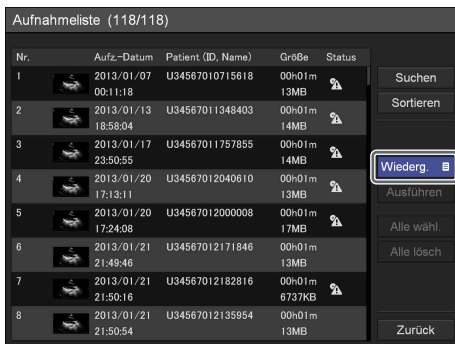 Aufnahmeliste (118/118)
Nr. Aufz.-Datum Patient (ID, Name) Größe Status
1 2013/01/07 U34567010715618 00h01m
00:11:18 13MB
2 2013/01/13 U34567011348403 00h01m
18:58:04 14MB
3 2013/01/17 U34567011757855 00h01m
23:50:55 14MB
4 2013/01/20 U34567012040610 00h01m
17:13:11 13MB
5 2013/01/20 U34567012000008 00h01m
17:24:08 17MB
6 2013/01/21 U34567012171846 00h01m
21:49:46 13MB
7 2013/01/21 U34567012182816 00h01m
21:50:16 6737KB
8 2013/01/21 U34567012135954 00h01m
21:50:54 13MB
Suchen
Sortieren
Wiederg.
Ausführen
Alle wähl.
Alle lösch
Zurück